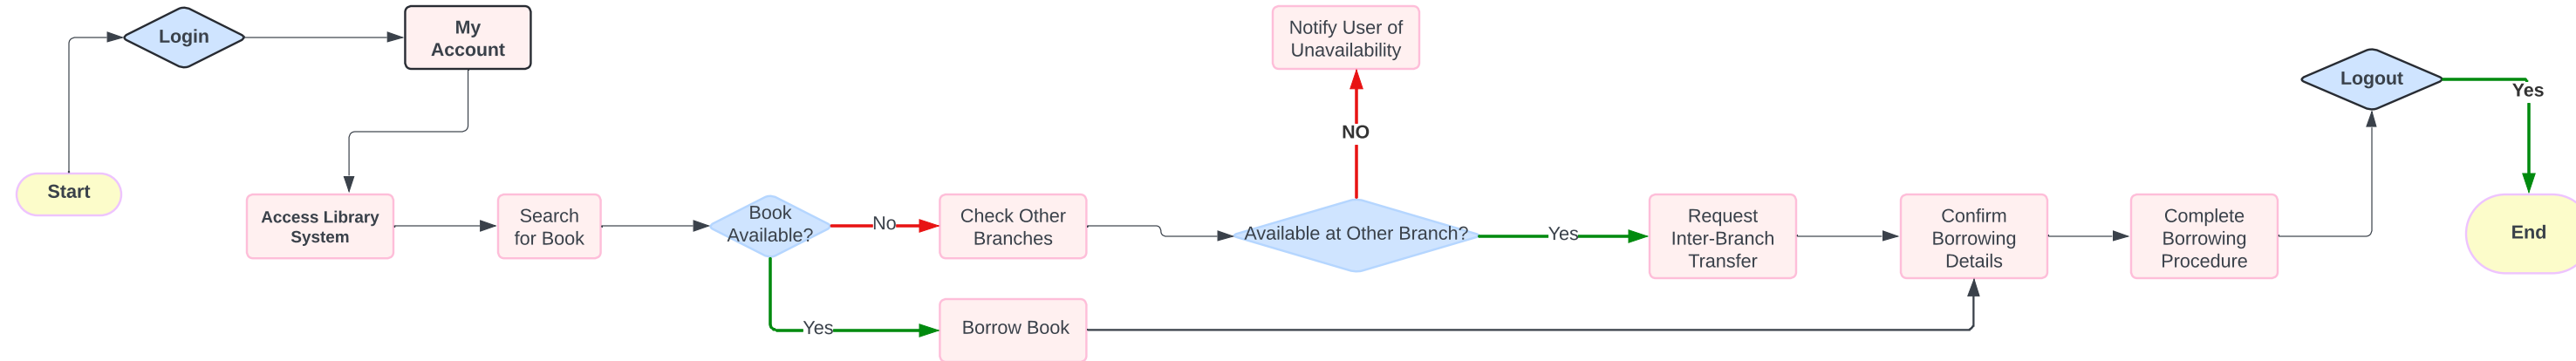 Start
Login
My
Account
Access Library
System
Search
for Book
Book
Available?
No
Yes
Check Other
Branches
Borrow Book
Available at Other Branch?
NO
Notify User of
Unavailability
Yes
Request
Inter-Branch
Transfer
Confirm
Borrowing
Details
Complete
Borrowing
Procedure
Logout
Yes
End